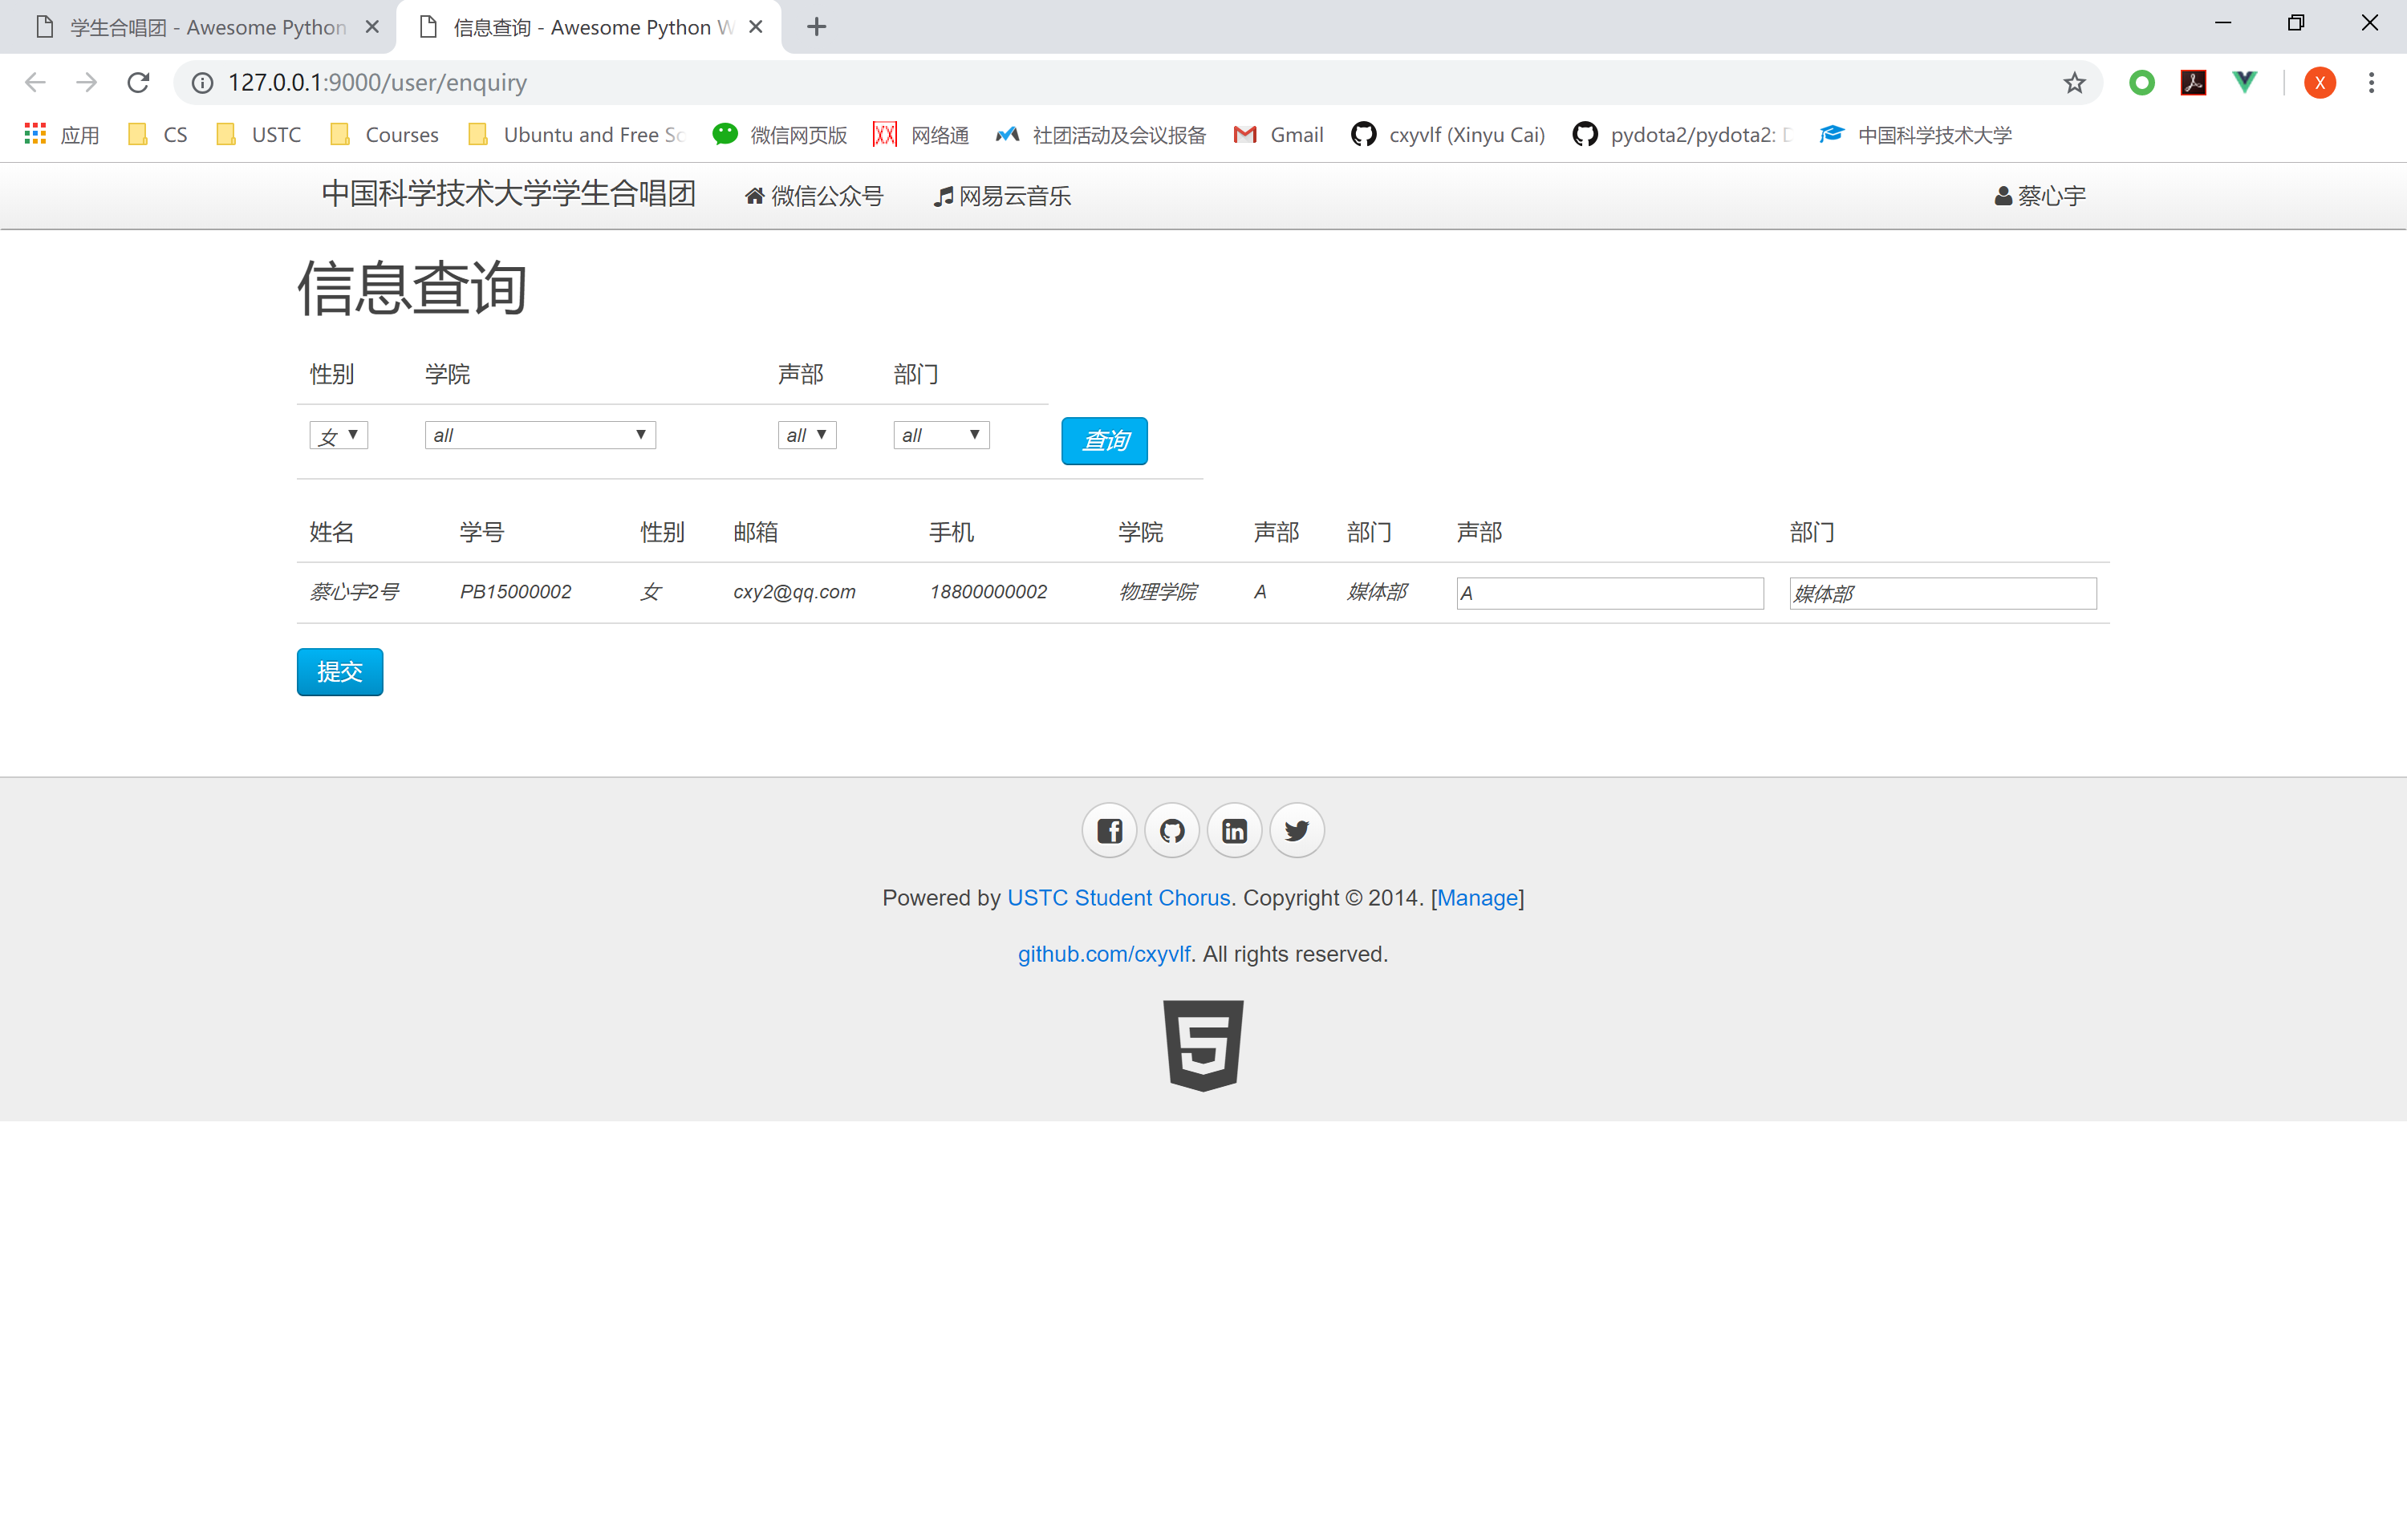 学生合唱团 - Awesome Python
信息查询 - Awesome Python W
127.0.0.1:9000/user/enquiry
X
应用 CS USTC Courses Ubuntu and Free Sc 微信网页版 网络通 社团活动及会议报备 Gmail cxyvlf (Xinyu Cai) pydota2/pydota2: D 中国科学技术大学
中国科学技术大学学生合唱团 微信公众号 网易云音乐 蔡心宇
信息查询
性别 学院 声部 部门
女 all all all 查询
姓名 学号 性别 邮箱 手机 学院 声部 部门 声部 部门
蔡心宇2号 PB15000002 女 cxy2@qq.com 18800000002 物理学院 A 媒体部 A 媒体部
提交
Powered by USTC Student Chorus. Copyright © 2014. [Manage]
github.com/cxyvlf. All rights reserved.